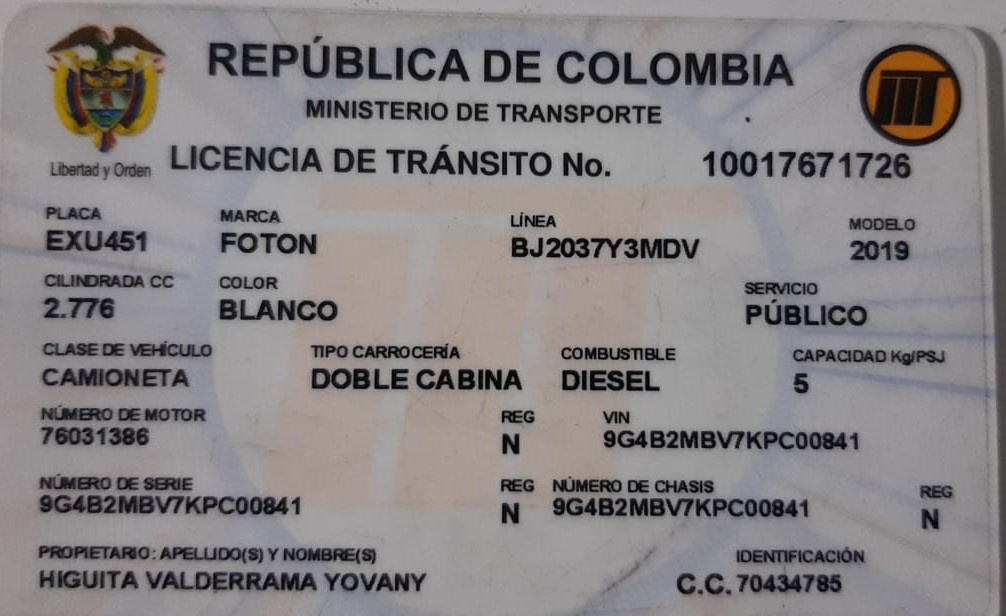 REPÚBLICA DE COLOMBIA
MINISTERIO DE TRANSPORTE
Libertad y Orden
LICENCIA DE TRÁNSITO No. 10017671726
PLACA MARCA LÍNEA MODELO
EXU451 FOTON BJ2037Y3MDV 2019
CILINDRADA CC COLOR SERVICIO
2.776 BLANCO PÚBLICO
CLASE DE VEHÍCULO TIPO CARROCERÍA COMBUSTIBLE CAPACIDAD Kg/PSJ
CAMIONETA DOBLE CABINA DIESEL 5
NÚMERO DE MOTOR REG VIN
76031386 N 9G4B2MBV7KPC00841
NÚMERO DE SERIE REG NÚMERO DE CHASIS REG
9G4B2MBV7KPC00841 N 9G4B2MBV7KPC00841 N
PROPIETARIO: APELLIDO(S) Y NOMBRE(S) IDENTIFICACIÓN
HIGUITA VALDERRAMA YOVANY C.C. 70434785